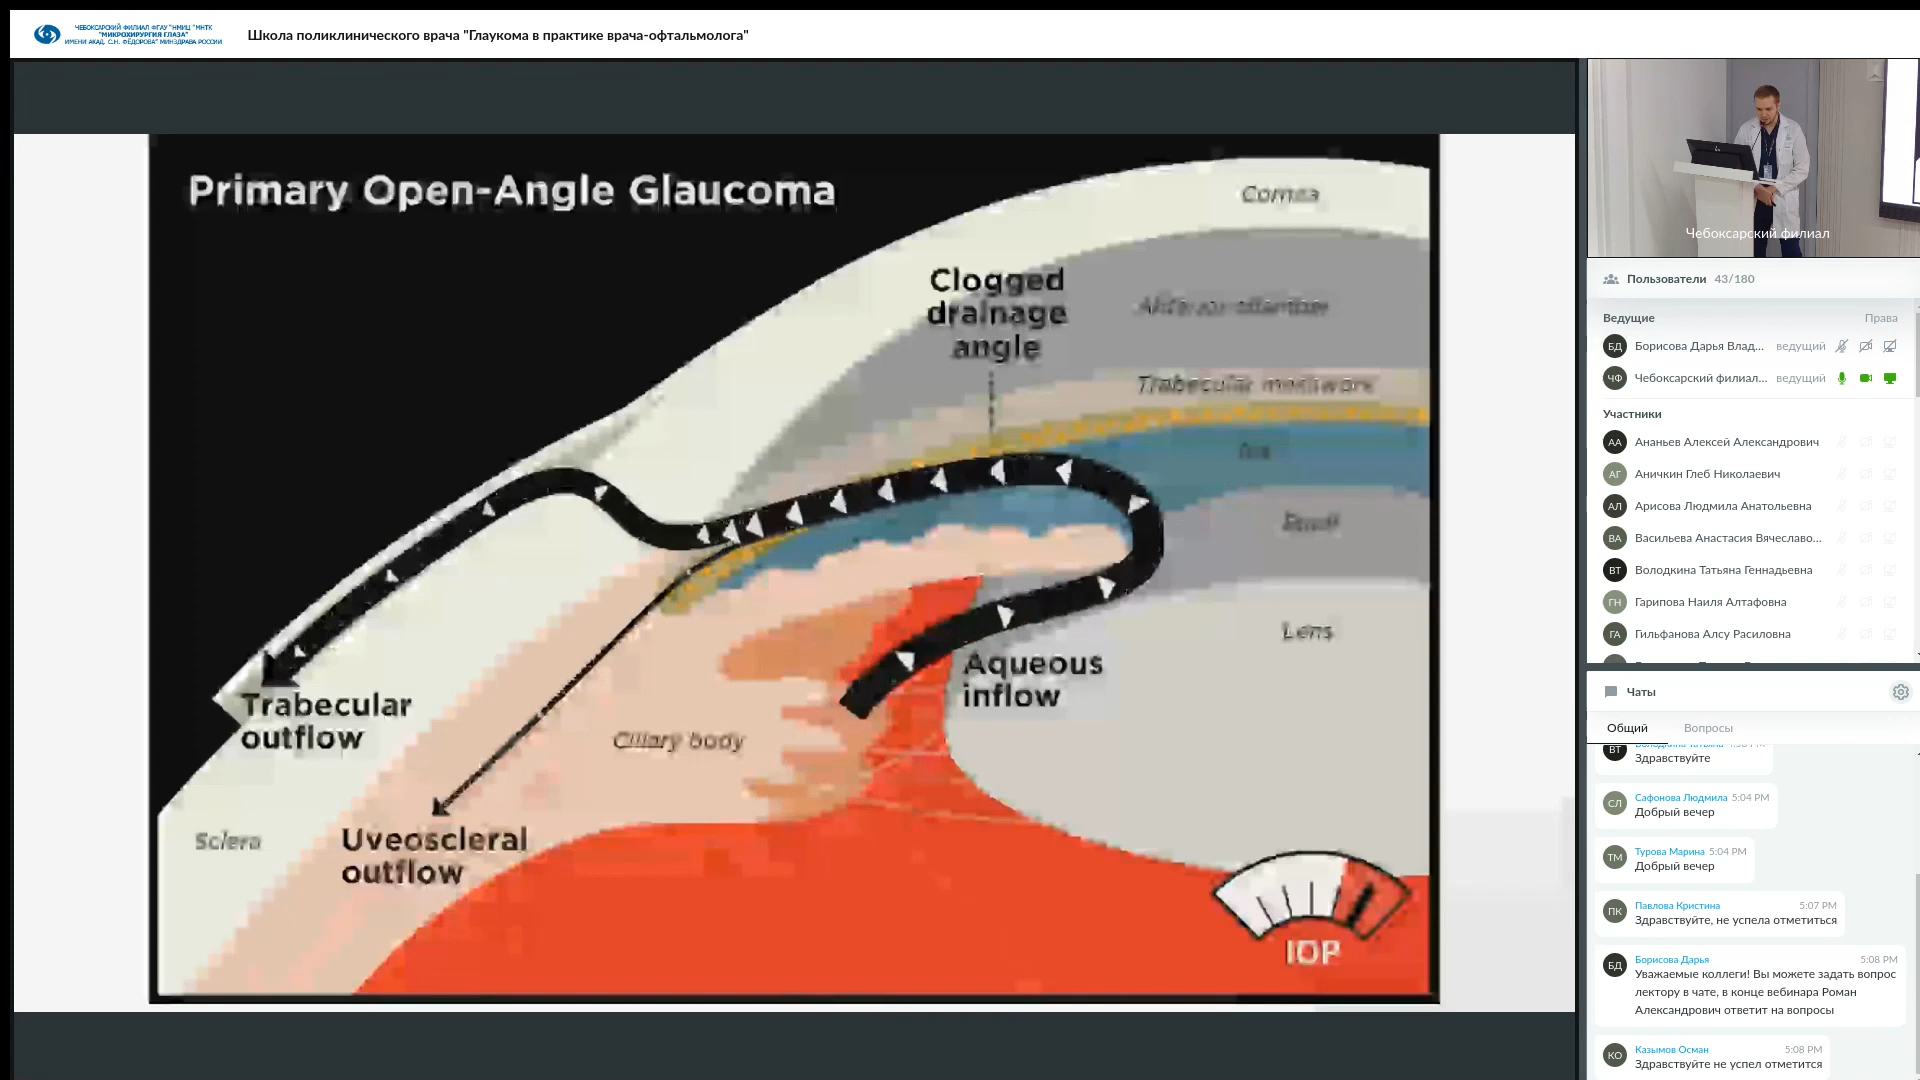 ЧЕБОКСАРСКИЙ ФИЛИАЛ ФГАУ "НМИЦ "МНТК
"МИКРОХИРУРГИЯ ГЛАЗА"
ИМЕНИ АКАД. С.Н. ФЁДОРОВА" МИНЗДРАВА РОССИИ
Школа поликлинического врача "Глаукома в практике врача-офтальмолога"
Primary Open-Angle Glaucoma
Cornea
Clogged
drainage
angle
Anterior chamber
Trabecular meshwork
Iris
Pupil
Lens
Aqueous
inflow
Trabecular
outflow
Ciliary body
Sclera
Uveoscleral
outflow
IOP
Чебоксарский филиал
Пользователи 43/180
Ведущие Права
БД Борисова Дарья Влад... ведущий
ЧФ Чебоксарский филиал... ведущий
Участники
АА Ананьев Алексей Александрович
АГ Аничкин Глеб Николаевич
АЛ Арисова Людмила Анатольевна
ВА Васильева Анастасия Вячеславо...
ВТ Володкина Татьяна Геннадьевна
ГН Гарипова Наиля Алтафовна
ГА Гильфанова Алсу Расиловна
Чаты
Общий Вопросы
ВТ
Здравствуйте
СЛ Сафонова Людмила 5:04 PM
Добрый вечер
ТМ Турова Марина 5:04 PM
Добрый вечер
ПК Павлова Кристина 5:07 PM
Здравствуйте, не успела отметиться
БД Борисова Дарья 5:08 PM
Уважаемые коллеги! Вы можете задать вопрос
лектору в чате, в конце вебинара Роман
Александрович ответит на вопросы
КО Казымов Осман 5:08 PM
Здравствуйте не успел отметится